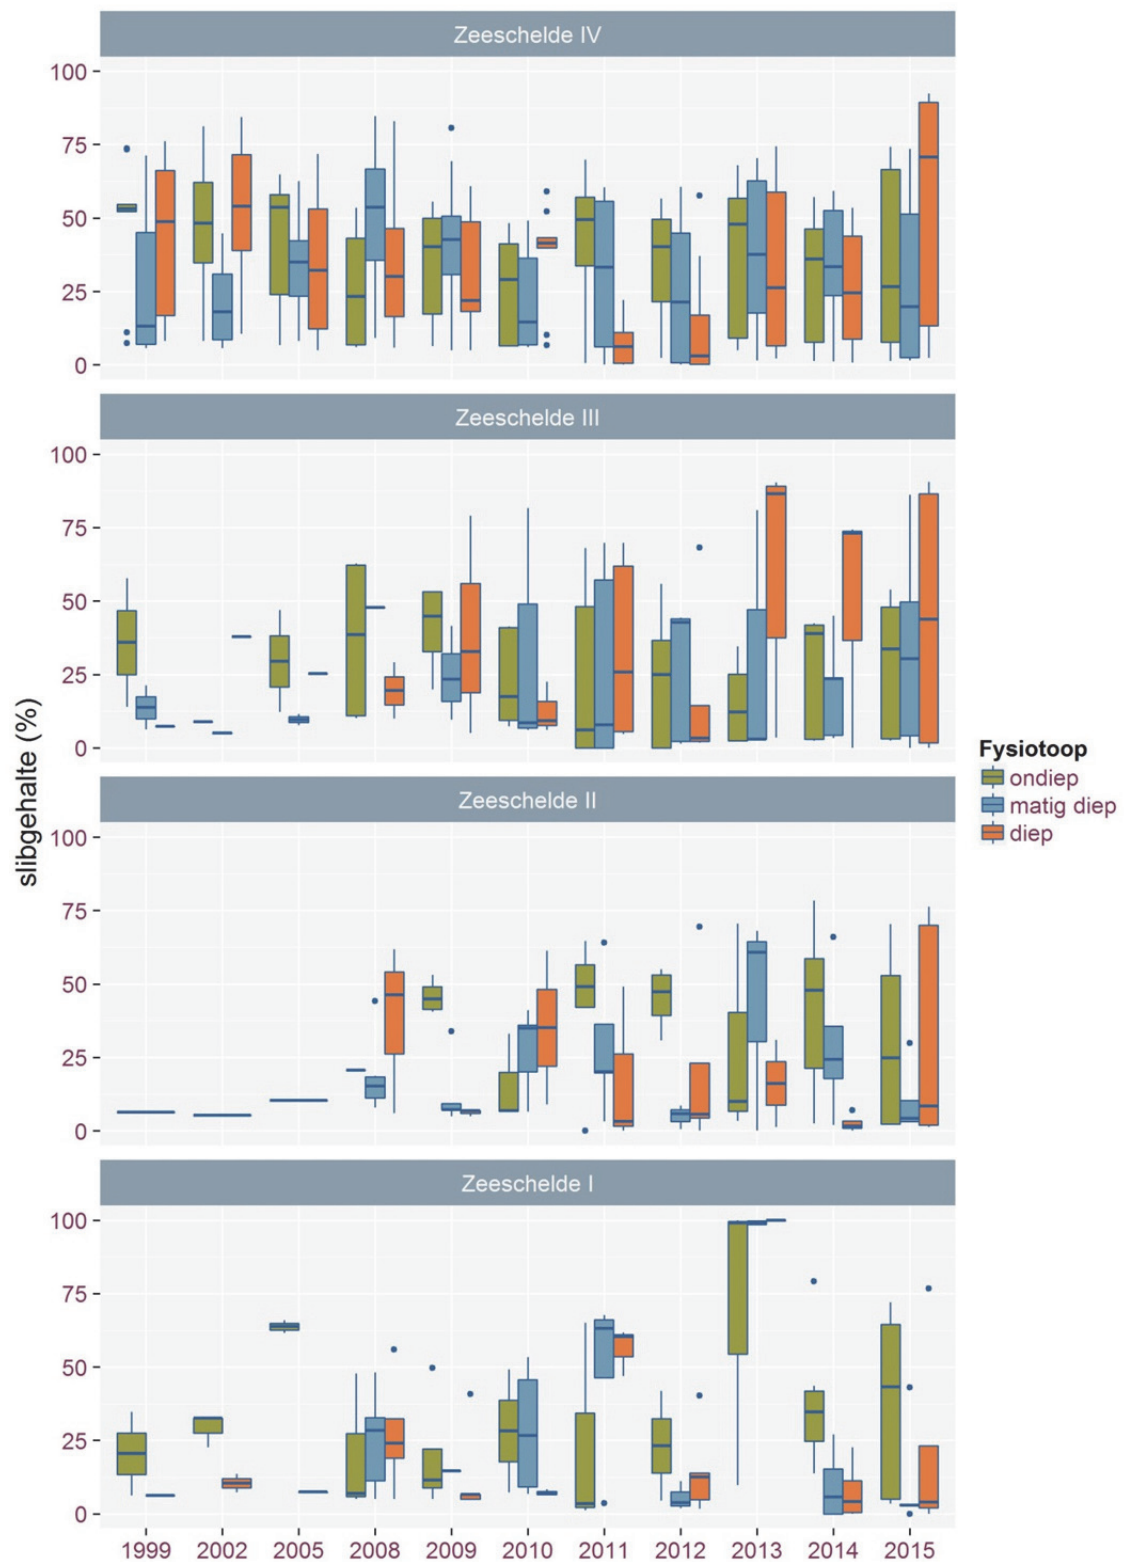 Zeeschelde IV
100
75
50
25
0
Zeeschelde III
100
75
50
25
0
slibgehalte (%)
Zeeschelde II
100
75
50
25
0
Zeeschelde I
100
75
50
25
0
1999 2002 2005 2008 2009 2010 2011 2012 2013 2014 2015
Fysiotoop
ondiep
matig diep
diep